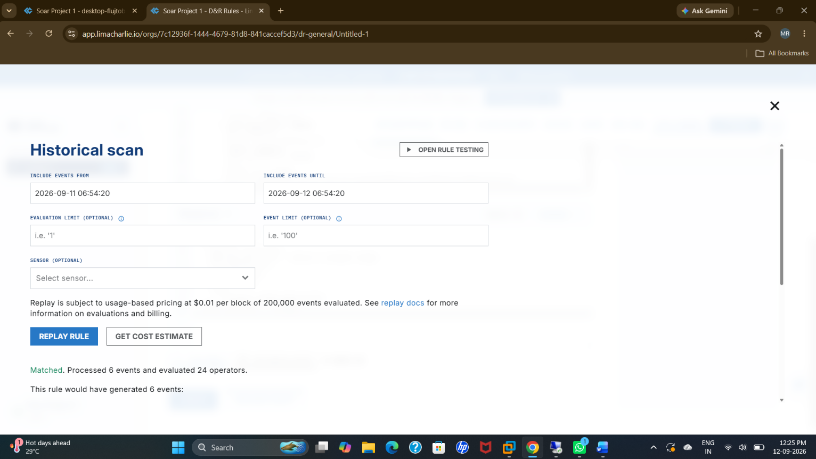 Soar Project 1 - desktop-flujtot
Soar Project 1 - D&R Rules - Lim
Ask Gemini
app.limacharlie.io/orgs/7c12936f-1444-4679-81d8-841caccef5d3/dr-general/Untitled-1
MR
All Bookmarks
Historical scan
OPEN RULE TESTING
INCLUDE EVENTS FROM
INCLUDE EVENTS UNTIL
2026-09-11 06:54:20
2026-09-12 06:54:20
EVALUATION LIMIT (OPTIONAL)
EVENT LIMIT (OPTIONAL)
i.e. '1'
i.e. '100'
SENSOR (OPTIONAL)
Select sensor...
Replay is subject to usage-based pricing at $0.01 per block of 200,000 events evaluated. See replay docs for more
information on evaluations and billing.
REPLAY RULE
GET COST ESTIMATE
Matched. Processed 6 events and evaluated 24 operators.
This rule would have generated 6 events:
1
Hot days ahead
29°C
Search
ENG
IN
12:25 PM
12-09-2026